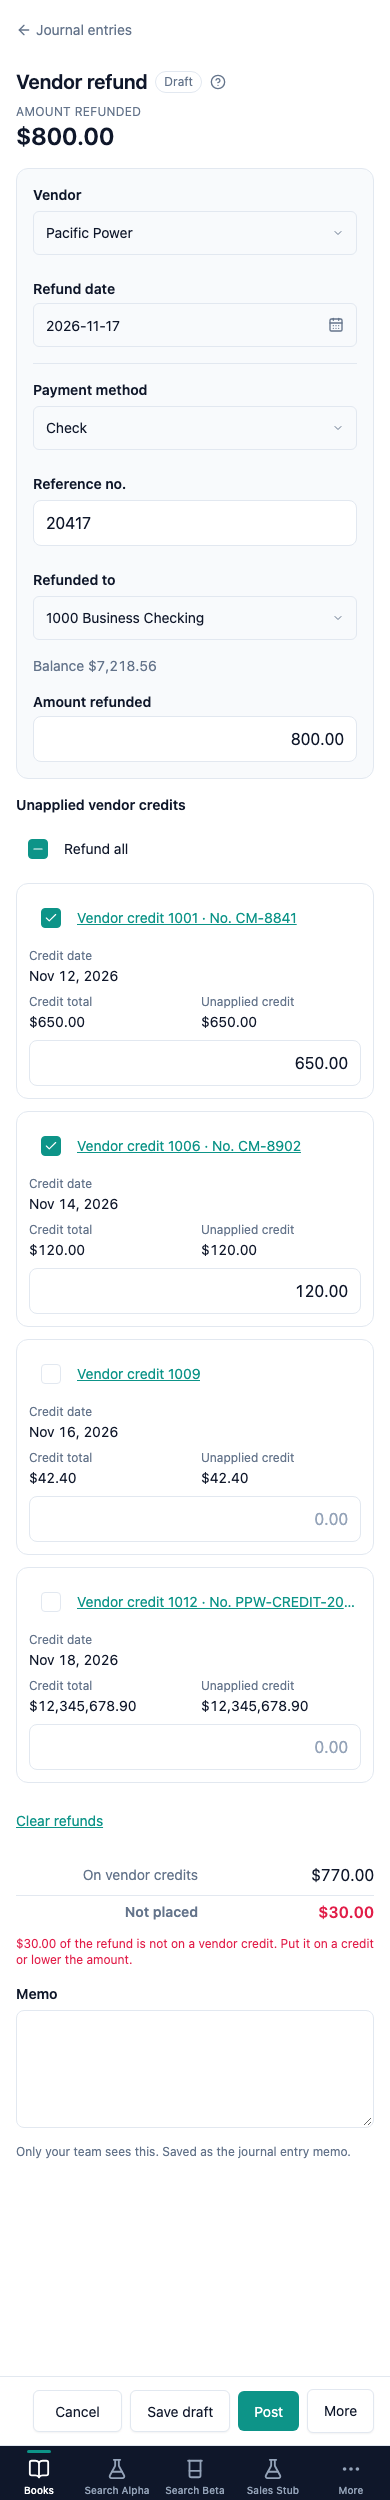 Journal entries
Vendor refund Draft
AMOUNT REFUNDED
$800.00
Vendor
Pacific Power
Refund date
2026-11-17
Payment method
Check
Reference no.
20417
Refunded to
1000 Business Checking
Balance $7,218.56
Amount refunded
800.00
Unapplied vendor credits
Refund all
Vendor credit 1001 · No. CM-8841
Credit date
Nov 12, 2026
Credit total Unapplied credit
$650.00 $650.00
650.00
Vendor credit 1006 · No. CM-8902
Credit date
Nov 14, 2026
Credit total Unapplied credit
$120.00 $120.00
120.00
Vendor credit 1009
Credit date
Nov 16, 2026
Credit total Unapplied credit
$42.40 $42.40
0.00
Vendor credit 1012 · No. PPW-CREDIT-20...
Credit date
Nov 18, 2026
Credit total Unapplied credit
$12,345,678.90 $12,345,678.90
0.00
Clear refunds
On vendor credits $770.00
Not placed $30.00
$30.00 of the refund is not on a vendor credit. Put it on a credit
or lower the amount.
Memo
Only your team sees this. Saved as the journal entry memo.
Cancel Save draft Post More
Books Search Alpha Search Beta Sales Stub More